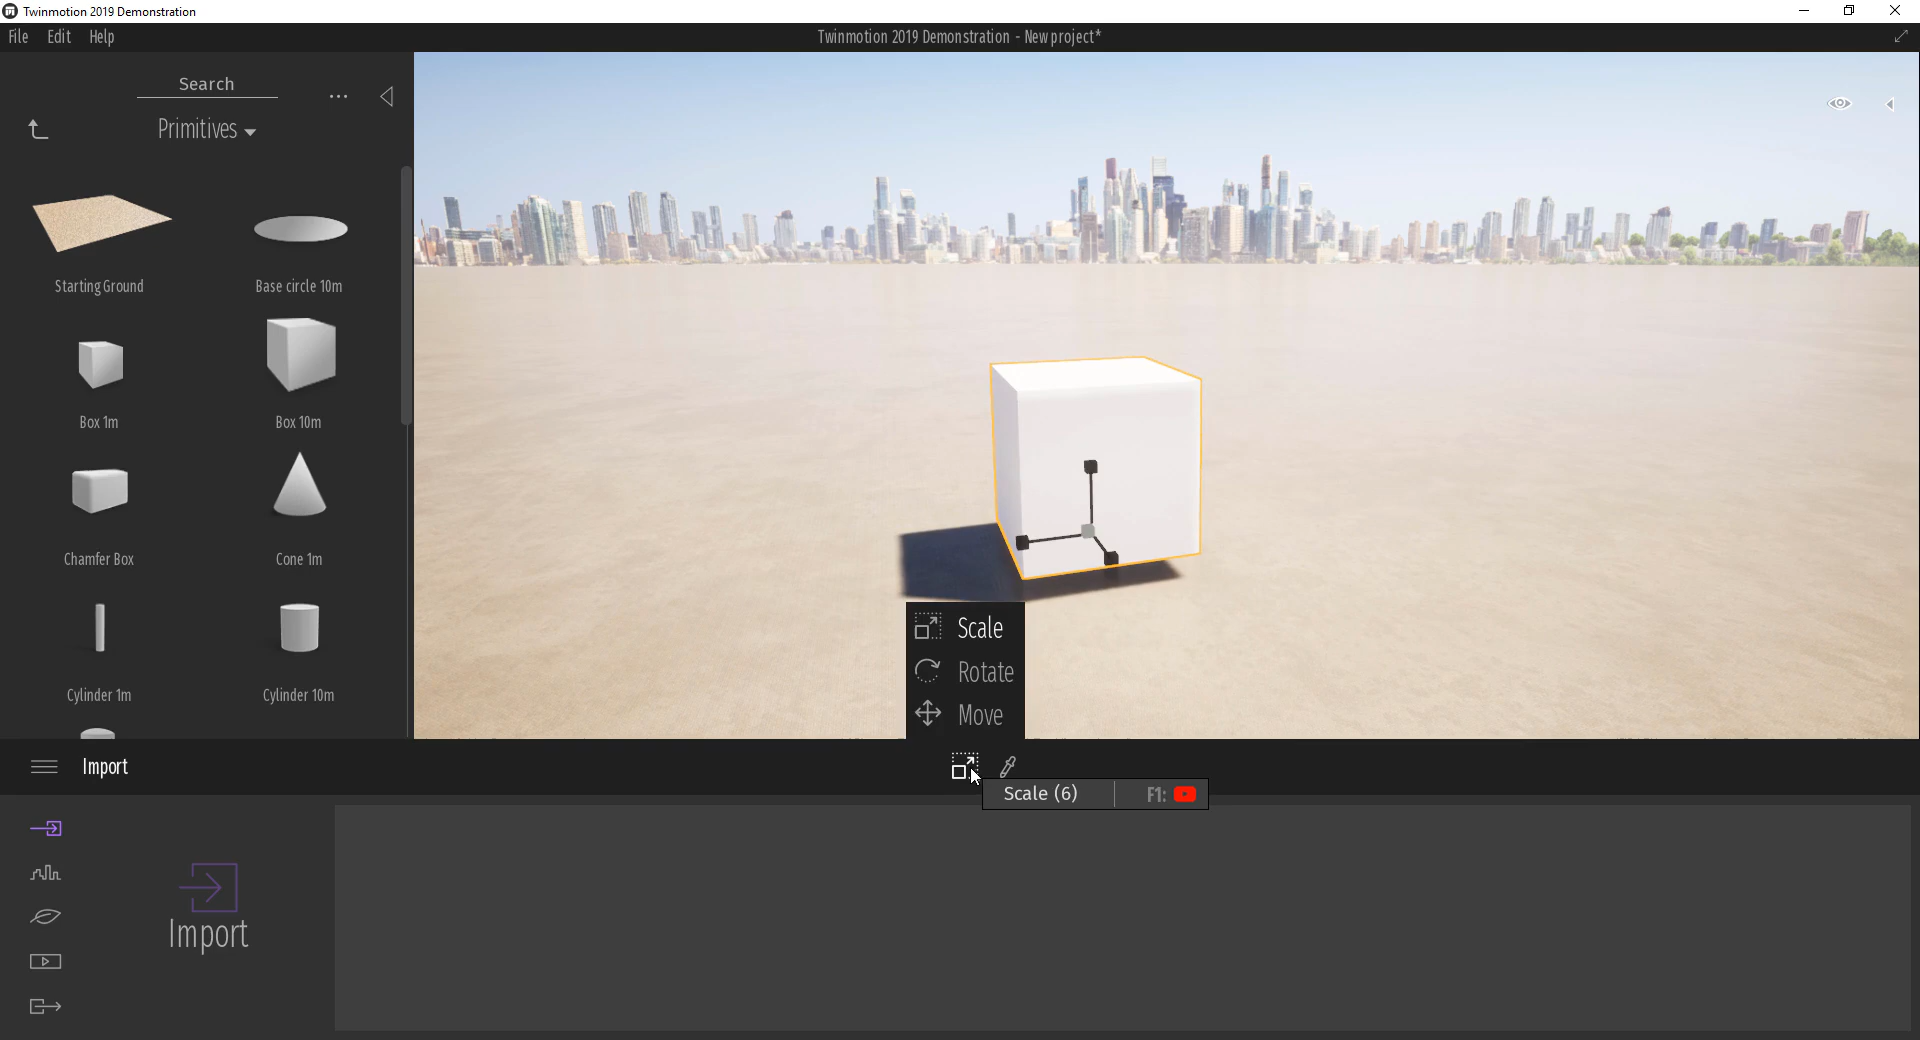 Twinmotion 2019 Demonstration
File Edit Help
Twinmotion 2019 Demonstration - New project*
Search
...
Primitives
Starting Ground
Base circle 10m
Box 1m
Box 10m
Chamfer Box
Cone 1m
Cylinder 1m
Cylinder 10m
Scale
Rotate
Move
Import
Scale (6)
F1:
Import